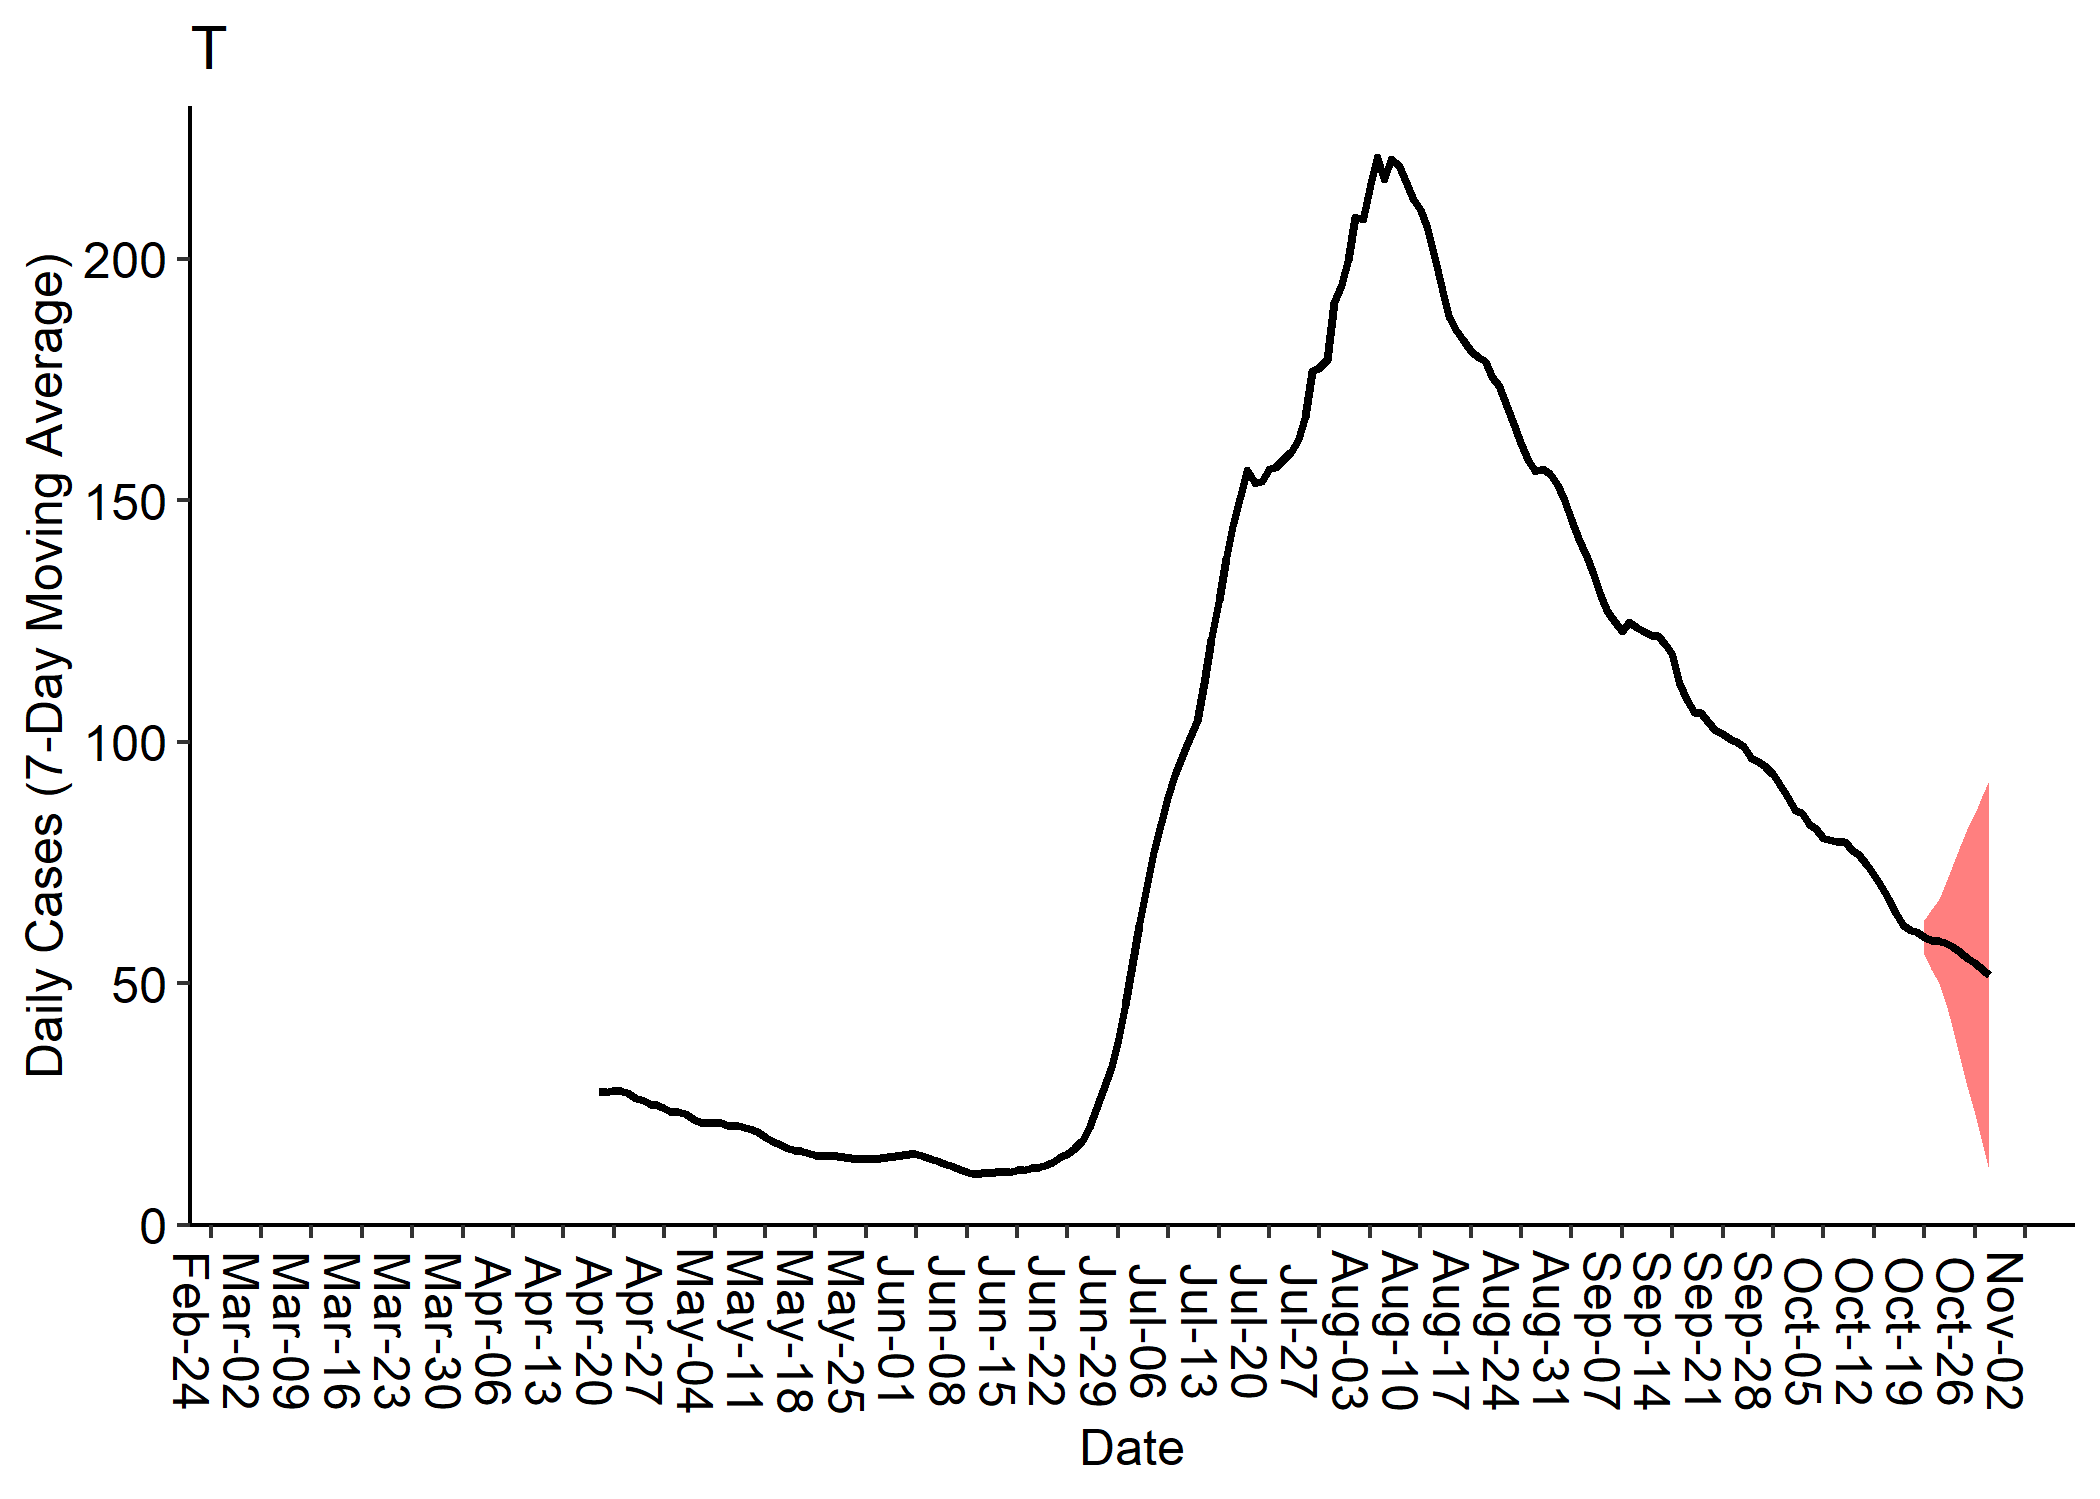 T
Daily Cases (7-Day Moving Average)
200
150
100
50
0
Feb-24
Mar-02
Mar-09
Mar-16
Mar-23
Mar-30
Apr-06
Apr-13
Apr-20
Apr-27
May-04
May-11
May-18
May-25
Jun-01
Jun-08
Jun-15
Jun-22
Jun-29
Jul-06
Jul-13
Jul-20
Jul-27
Aug-03
Aug-10
Aug-17
Aug-24
Aug-31
Sep-07
Sep-14
Sep-21
Sep-28
Oct-05
Oct-12
Oct-19
Oct-26
Nov-02
Date